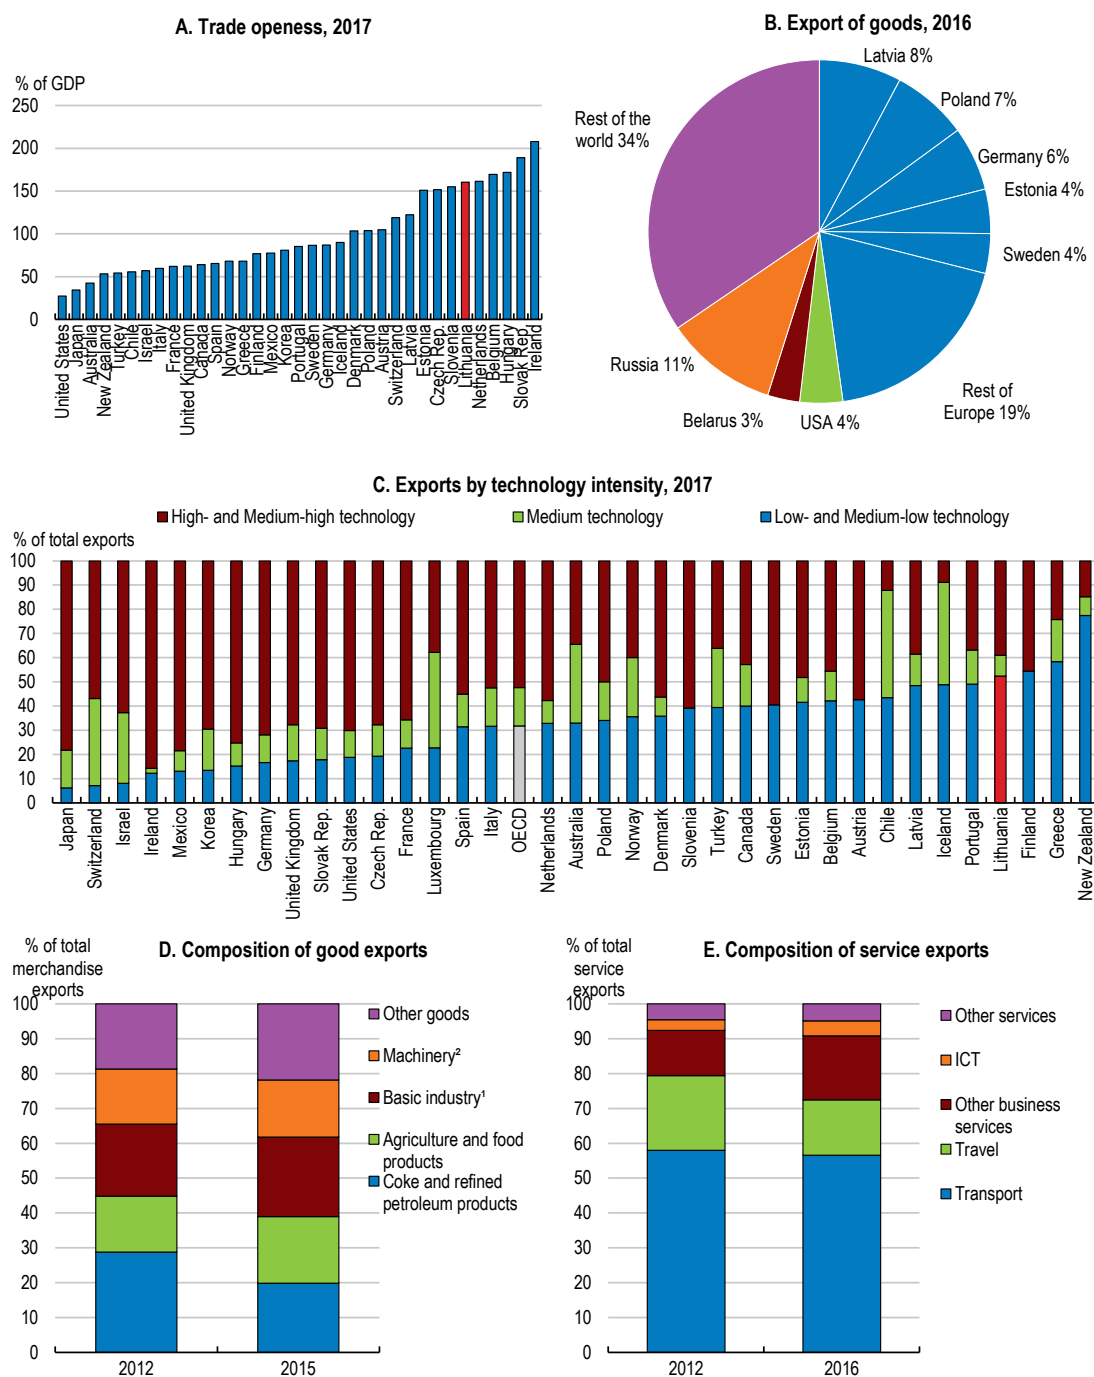 A. Trade openess, 2017
% of GDP
250
200
150
100
50
0
United States
Japan
Australia
New Zealand
Turkey
Chile
Israel
Italy
France
United Kingdom
Canada
Spain
Norway
Greece
Finland
Mexico
Korea
Portugal
Sweden
Germany
Iceland
Denmark
Poland
Austria
Switzerland
Latvia
Estonia
Czech Rep.
Slovenia
Lithuania
Netherlands
Belgium
Hungary
Slovak Rep.
Ireland
B. Export of goods, 2016
Latvia 8%
Poland 7%
Germany 6%
Estonia 4%
Sweden 4%
Rest of
Europe 19%
USA 4%
Belarus 3%
Russia 11%
Rest of the
world 34%
C. Exports by technology intensity, 2017
High- and Medium-high technology
Medium technology
Low- and Medium-low technology
% of total exports
100
90
80
70
60
50
40
30
20
10
0
Japan
Switzerland
Israel
Ireland
Mexico
Korea
Hungary
Germany
United Kingdom
Slovak Rep.
United States
Czech Rep.
France
Luxembourg
Spain
Italy
OECD
Netherlands
Australia
Poland
Norway
Denmark
Slovenia
Turkey
Canada
Sweden
Estonia
Belgium
Austria
Chile
Latvia
Iceland
Portugal
Lithuania
Finland
Greece
New Zealand
D. Composition of good exports
% of total
merchandise
exports
100
90
80
70
60
50
40
30
20
10
0
2012
2015
Other goods
Machinery²
Basic industry¹
Agriculture and food
products
Coke and refined
petroleum products
E. Composition of service exports
% of total
service
exports
100
90
80
70
60
50
40
30
20
10
0
2012
2016
Other services
ICT
Other business
services
Travel
Transport